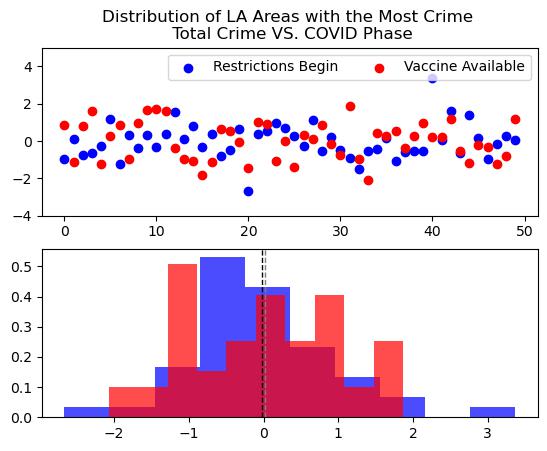 Distribution of LA Areas with the Most Crime
Total Crime VS. COVID Phase
Restrictions Begin Vaccine Available
4
2
0
−2
−4
0 10 20 30 40 50
0.5
0.4
0.3
0.2
0.1
0.0
−2 −1 0 1 2 3